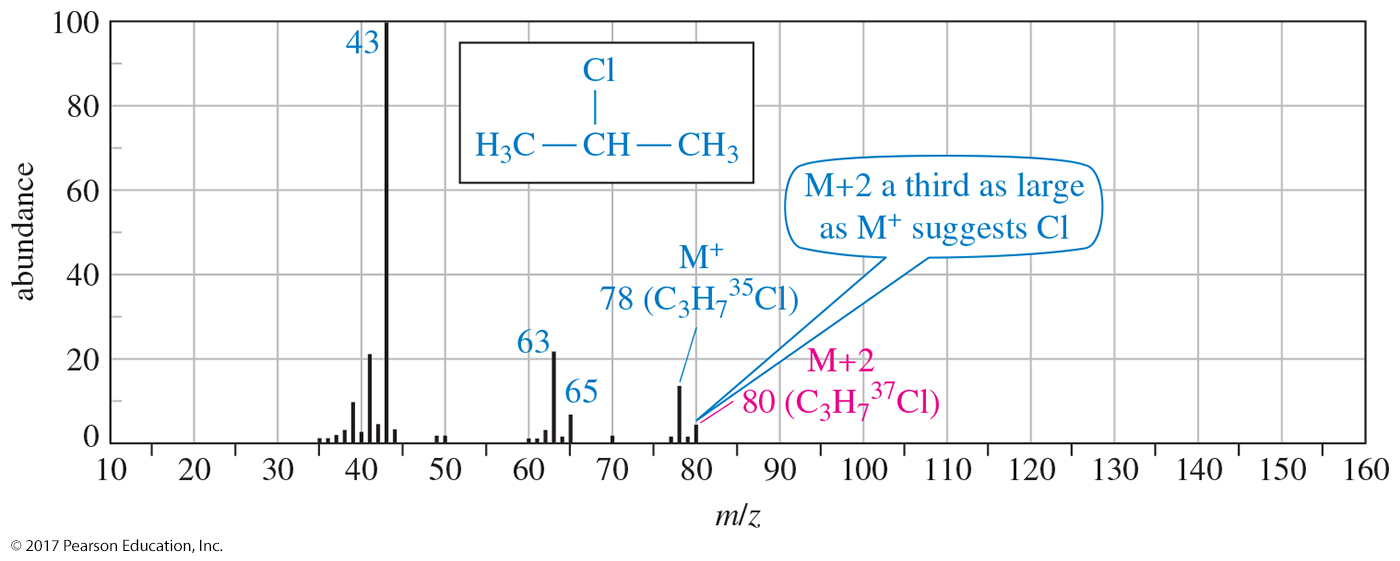 100
80
60
40
20
0
abundance
43
Cl
H₃C—CH—CH₃
M+2 a third as large
as M⁺ suggests Cl
M⁺
78 (C₃H₇³⁵Cl)
63
65
M+2
80 (C₃H₇³⁷Cl)
10 20 30 40 50 60 70 80 90 100 110 120 130 140 150 160
m/z
© 2017 Pearson Education, Inc.